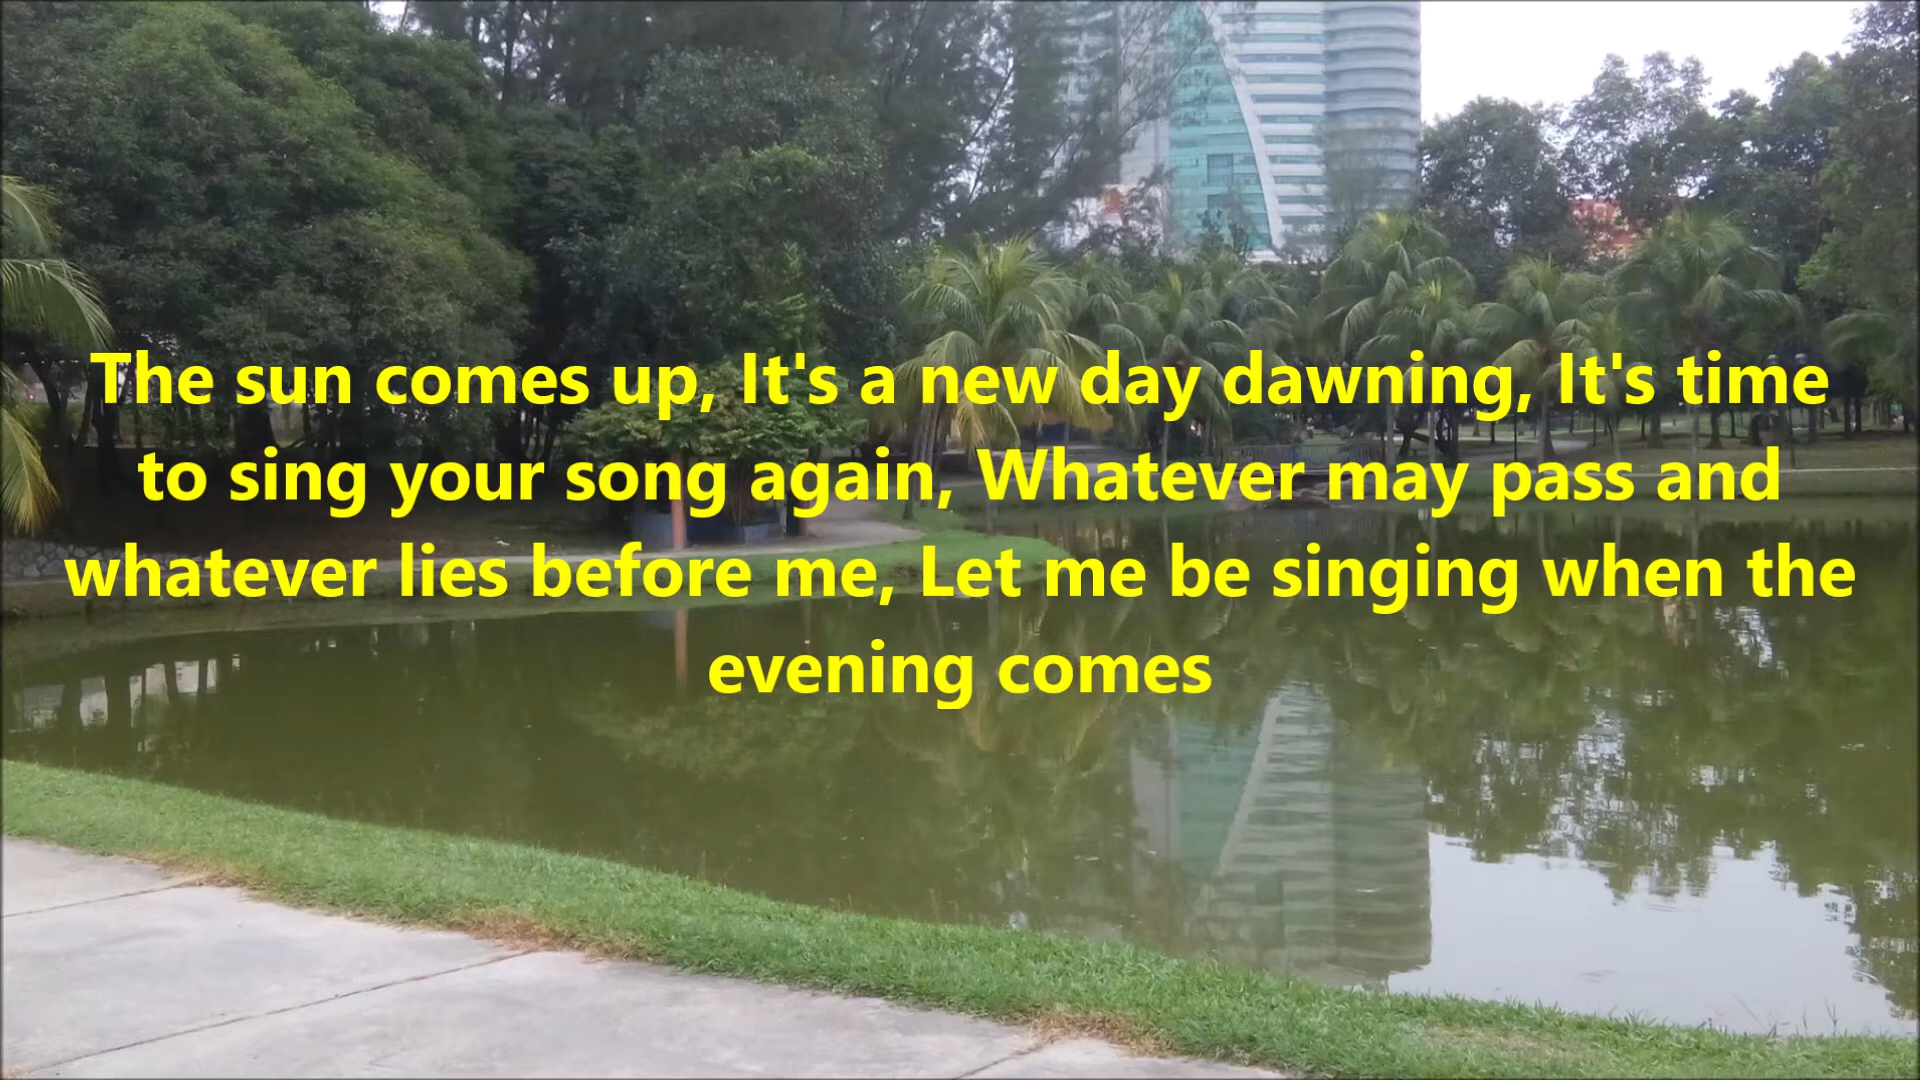 The sun comes up, It's a new day dawning, It's time
to sing your song again, Whatever may pass and
whatever lies before me, Let me be singing when the
evening comes